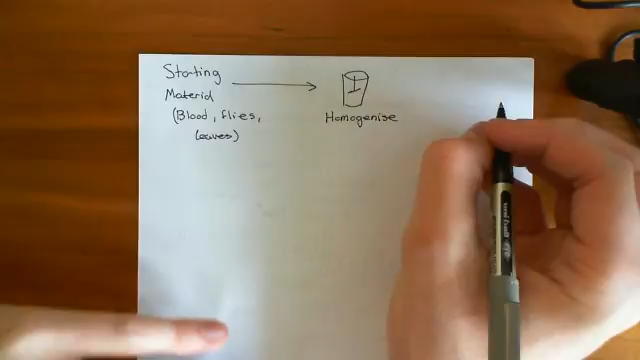 Starting
Material
(Blood, flies,
leaves)
Homogenise